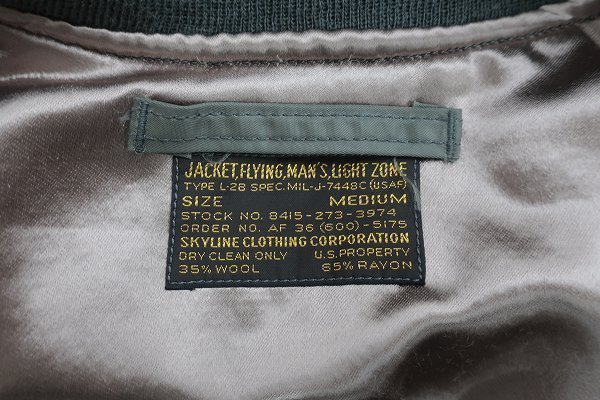 JACKET,FLYING,MAN'S,LIGHT ZONE
TYPE L-2B SPEC.MIL-J-7448C(USAF)
SIZE MEDIUM
STOCK NO. 8415-273-3974
ORDER NO. AF 36 (600)-5175
SKYLINE CLOTHING CORPORATION
DRY CLEAN ONLY U.S.PROPERTY
35% WOOL 65% RAYON